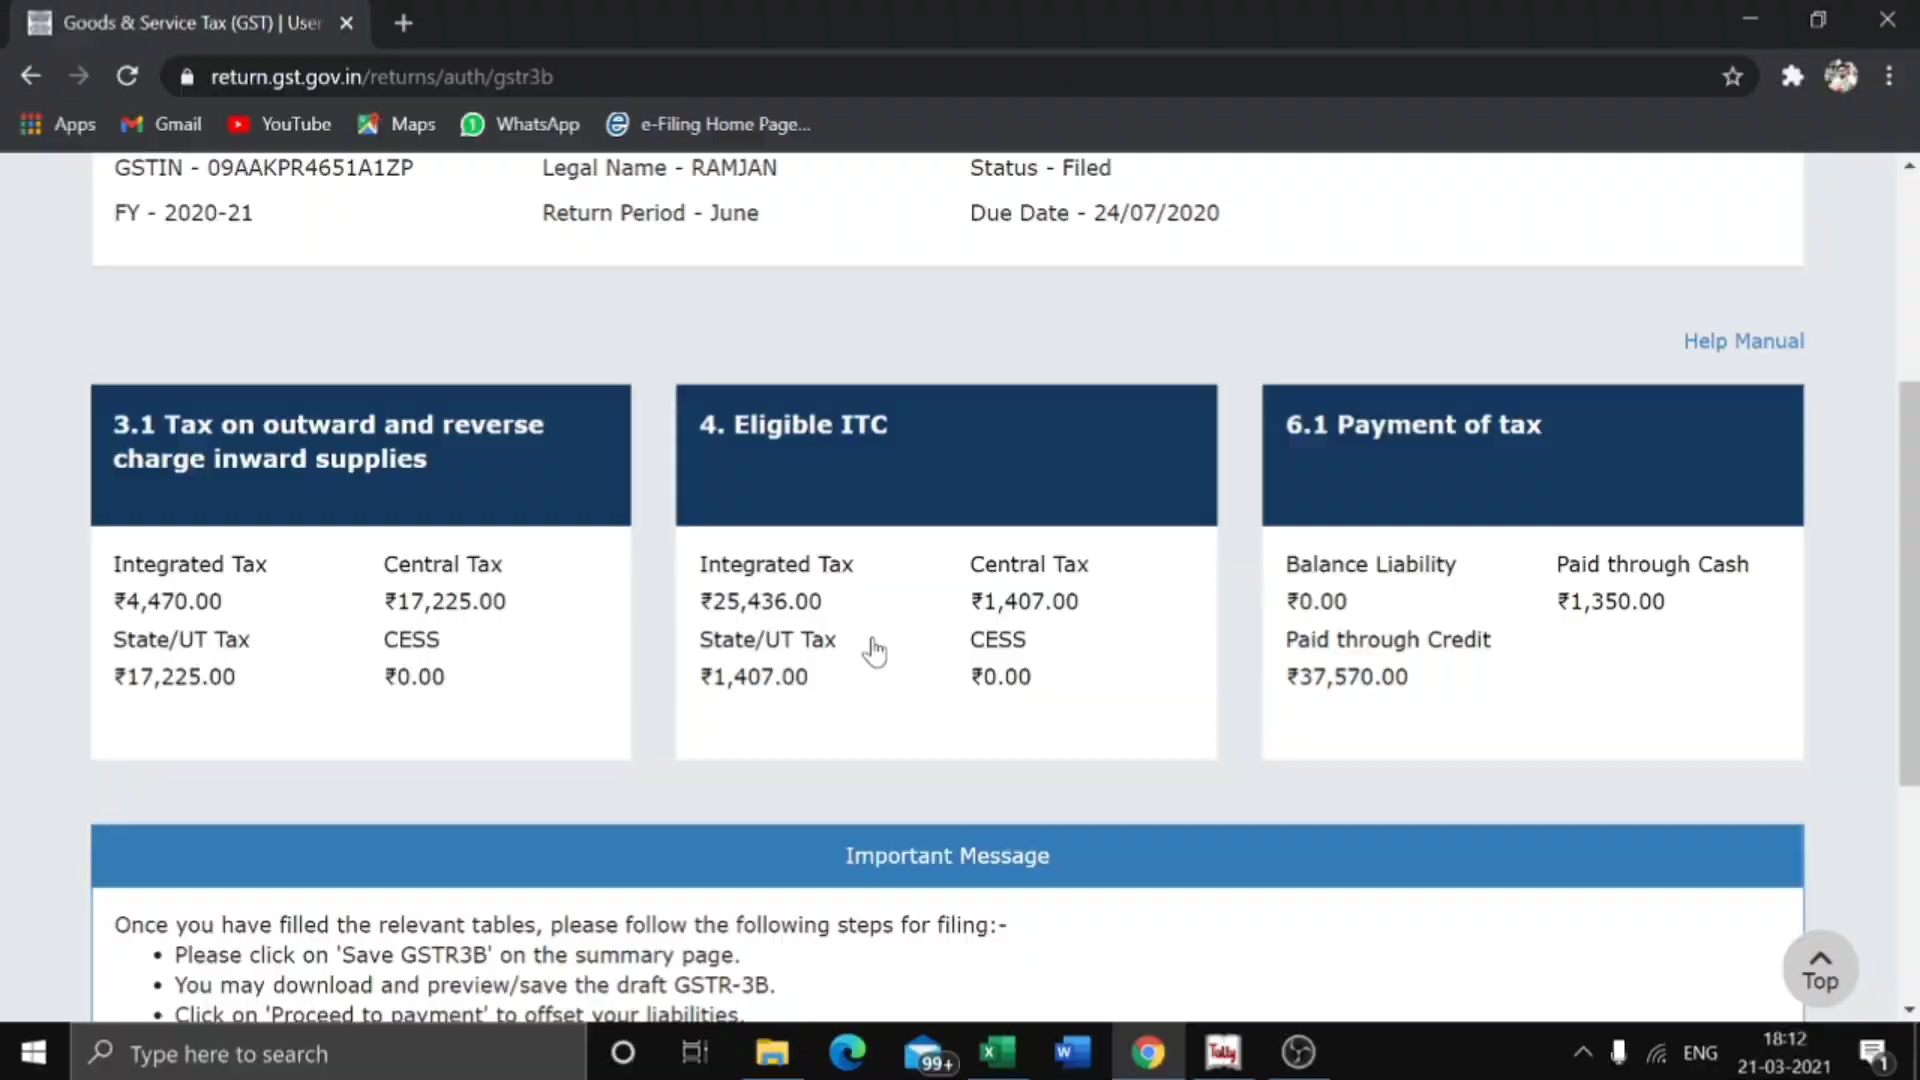 Goods & Service Tax (GST) | User
return.gst.gov.in/returns/auth/gstr3b
Apps Gmail YouTube Maps WhatsApp e-Filing Home Page...
GSTIN - 09AAKPR4651A1ZP Legal Name - RAMJAN Status - Filed
FY - 2020-21 Return Period - June Due Date - 24/07/2020
Help Manual
3.1 Tax on outward and reverse
charge inward supplies
Integrated Tax Central Tax
₹4,470.00 ₹17,225.00
State/UT Tax CESS
₹17,225.00 ₹0.00
4. Eligible ITC
Integrated Tax Central Tax
₹25,436.00 ₹1,407.00
State/UT Tax CESS
₹1,407.00 ₹0.00
6.1 Payment of tax
Balance Liability Paid through Cash
₹0.00 ₹1,350.00
Paid through Credit
₹37,570.00
Important Message
Once you have filled the relevant tables, please follow the following steps for filing:-
• Please click on 'Save GSTR3B' on the summary page.
• You may download and preview/save the draft GSTR-3B.
• Click on 'Proceed to payment' to offset your liabilities.
Top
Type here to search
99+
Tally
ENG
18:12
21-03-2021
1